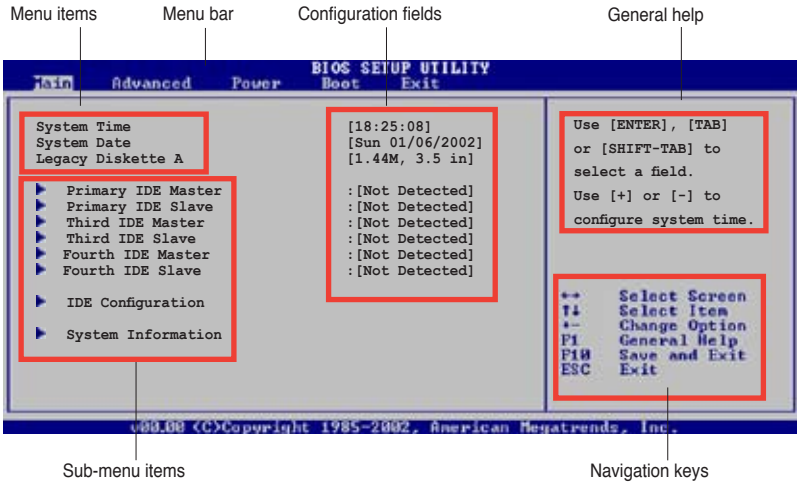 Menu items Menu bar Configuration fields General help
BIOS SETUP UTILITY
Main Advanced Power Boot Exit
System Time [18:25:08]
System Date [Sun 01/06/2002]
Legacy Diskette A [1.44M, 3.5 in]
Primary IDE Master :[Not Detected]
Primary IDE Slave :[Not Detected]
Third IDE Master :[Not Detected]
Third IDE Slave :[Not Detected]
Fourth IDE Master :[Not Detected]
Fourth IDE Slave :[Not Detected]
IDE Configuration
System Information
Use [ENTER], [TAB]
or [SHIFT-TAB] to
select a field.
Use [+] or [-] to
configure system time.
↔ Select Screen
↑↓ Select Item
+- Change Option
F1 General Help
F10 Save and Exit
ESC Exit
v00.00 (C)Copyright 1985-2002, American Megatrends, Inc.
Sub-menu items Navigation keys